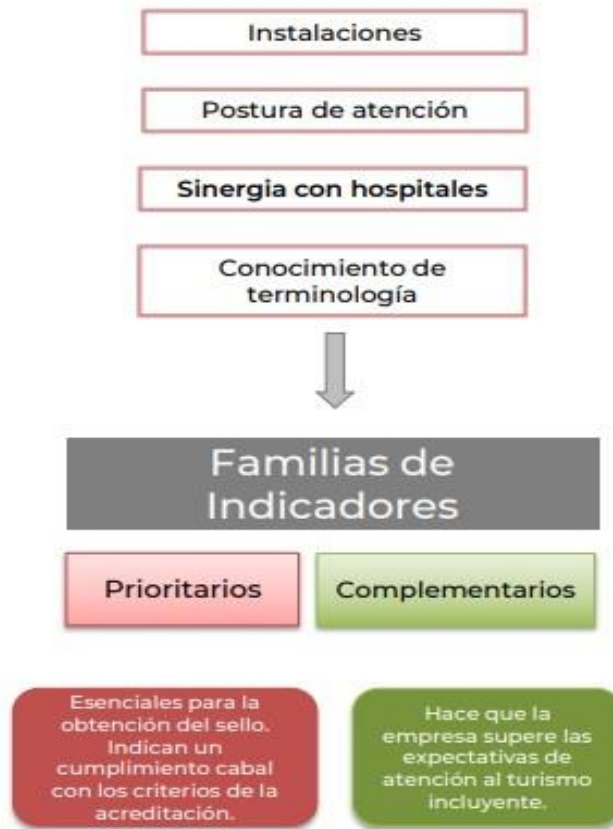 Instalaciones
Postura de atención
Sinergia con hospitales
Conocimiento de
terminología
Familias de
Indicadores
Prioritarios
Complementarios
Esenciales para la
obtención del sello.
Indican un
cumplimiento cabal
con los criterios de la
acreditación.
Hace que la
empresa supere las
expectativas de
atención al turismo
incluyente.